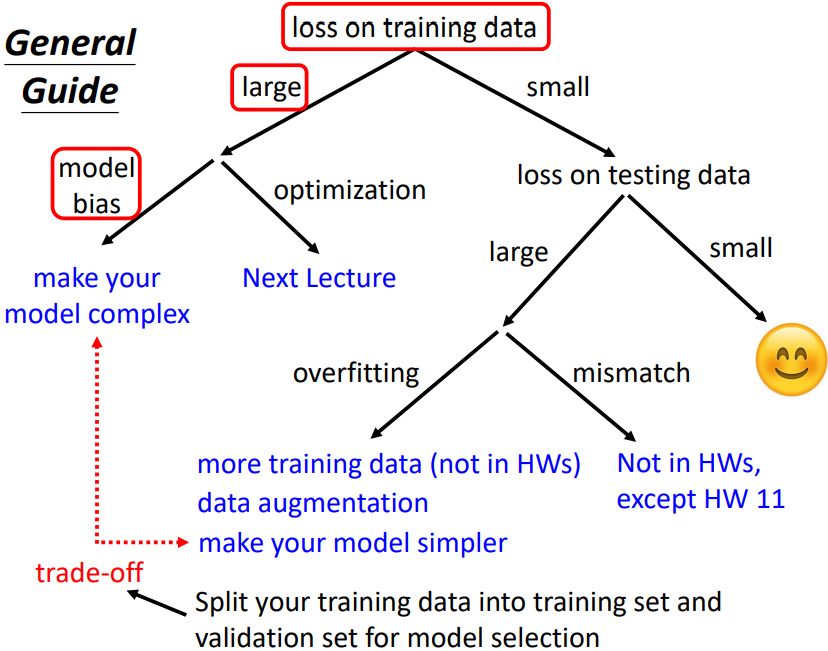 General
Guide
loss on training data
large
small
model
bias
optimization
loss on testing data
make your
model complex
Next Lecture
large
small
overfitting
mismatch
more training data (not in HWs)
data augmentation
make your model simpler
Not in HWs,
except HW 11
trade-off
Split your training data into training set and
validation set for model selection